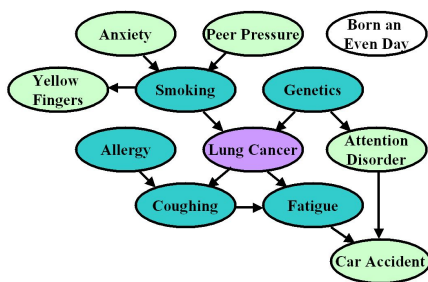 Anxiety
Peer Pressure
Born an
Even Day
Yellow
Fingers
Smoking
Genetics
Allergy
Lung Cancer
Attention
Disorder
Coughing
Fatigue
Car Accident